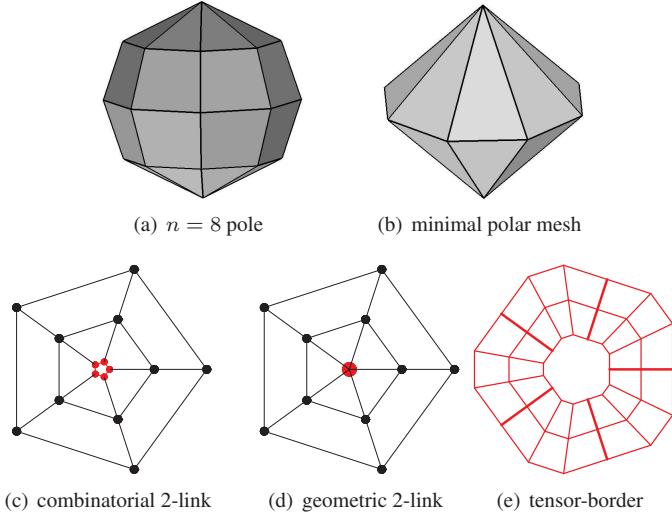 (a) n = 8 pole
(b) minimal polar mesh
(c) combinatorial 2-link
(d) geometric 2-link
(e) tensor-border